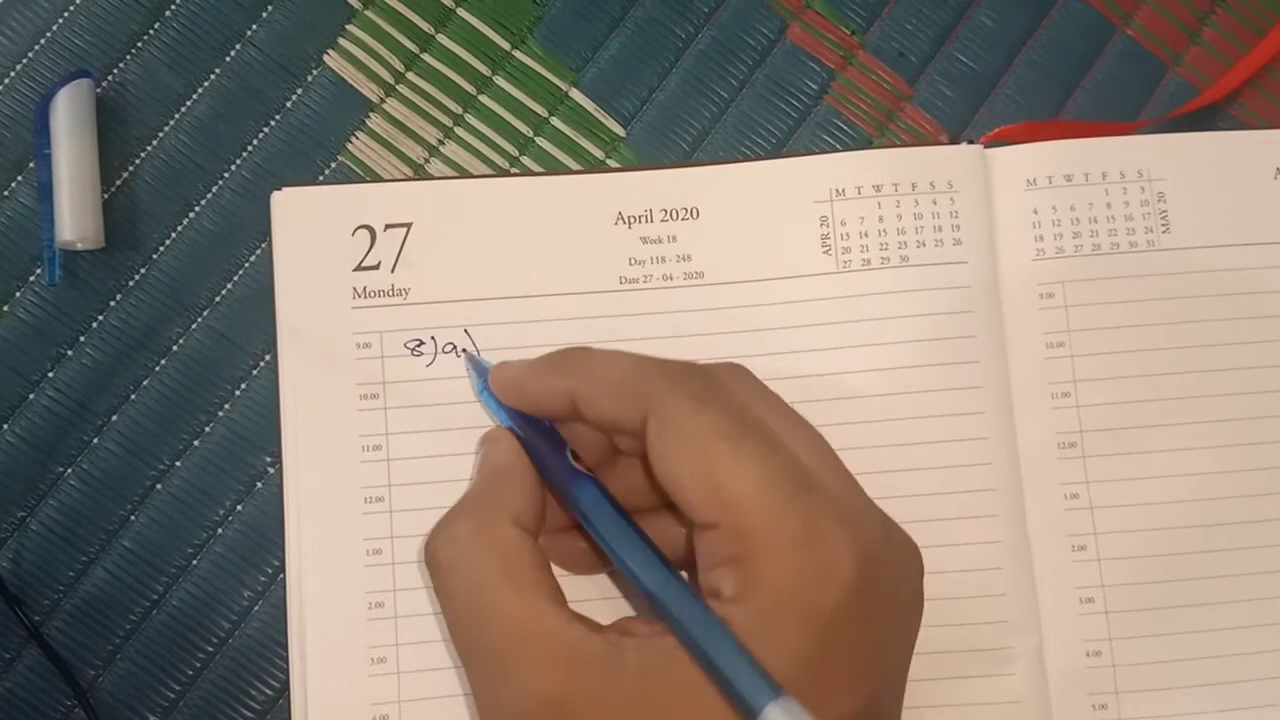 27
Monday
April 2020
Week 18
Day 118 - 248
Date 27 - 04 - 2020
APR 20
M T W T F S S
1 2 3 4 5
6 7 8 9 10 11 12
13 14 15 16 17 18 19
20 21 22 23 24 25 26
27 28 29 30
9.00
8) a)
10.00
11.00
12.00
1.00
2.00
3.00
4.00
M T W T F S S
1 2 3
4 5 6 7 8 9 10
11 12 13 14 15 16 17
18 19 20 21 22 23 24
25 26 27 28 29 30 31
MAY 20
9.00
10.00
11.00
12.00
1.00
2.00
3.00
4.00
5.00